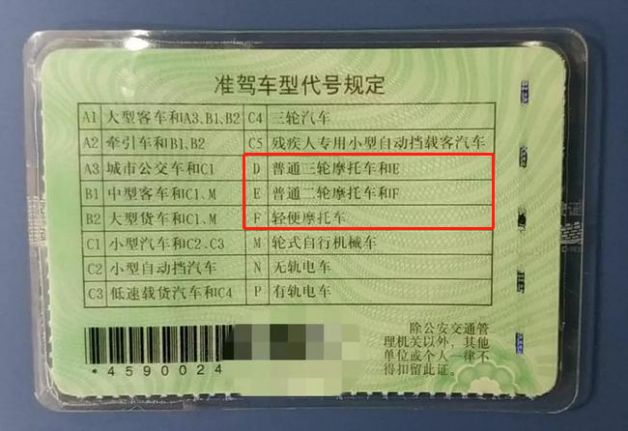 准驾车型代号规定
A1 大型客车和A3、B1、B2 C4 三轮汽车
A2 牵引车和B1、B2 C5 残疾人专用小型自动挡载客汽车
A3 城市公交车和C1 D 普通三轮摩托车和E
B1 中型客车和C1、M E 普通二轮摩托车和F
B2 大型货车和C1、M F 轻便摩托车
C1 小型汽车和C2、C3 M 轮式自行机械车
C2 小型自动挡汽车 N 无轨电车
C3 低速载货汽车和C4 P 有轨电车
除公安交通管
理机关以外，其他
单位或个人一律不
得扣留此证。
*4590024